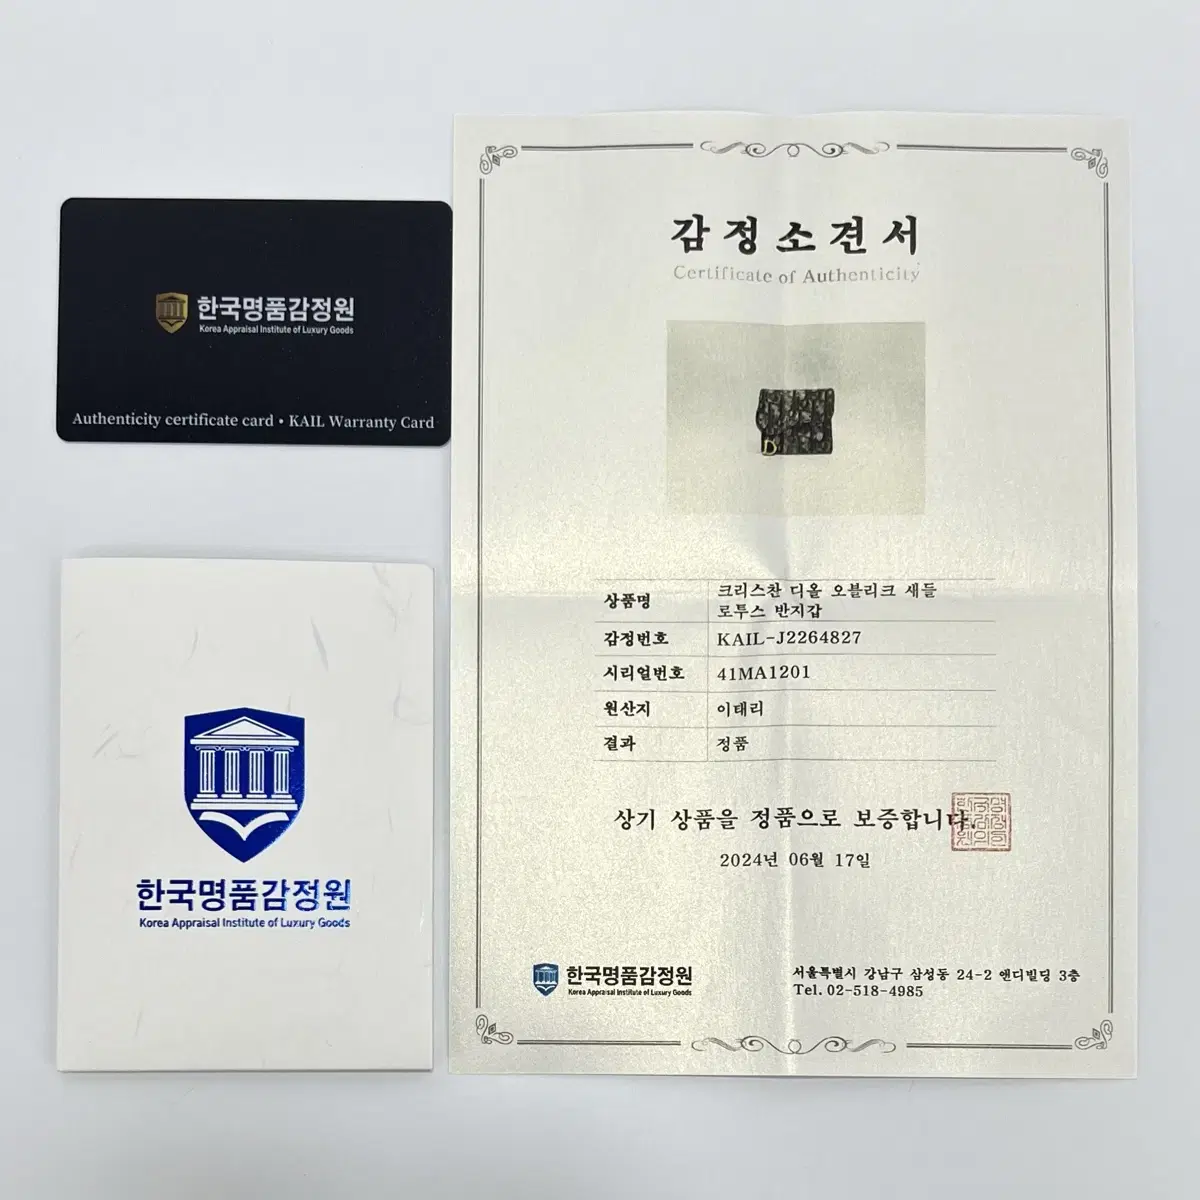 한국명품감정원
Korea Appraisal Institute of Luxury Goods
Authenticity certificate card • KAIL Warranty Card
한국명품감정원
Korea Appraisal Institute of Luxury Goods
감정소견서
Certificate of Authenticity
D
상품명 크리스찬 디올 오블리크 새들
로투스 반지갑
감정번호 KAIL-J2264827
시리얼번호 41MA1201
원산지 이태리
결과 정품
상기 상품을 정품으로 보증합니다.
2024년 06월 17일
한국명품감정원
Korea Appraisal Institute of Luxury Goods
서울특별시 강남구 삼성동 24-2 앤디빌딩 3층
Tel. 02-518-4985